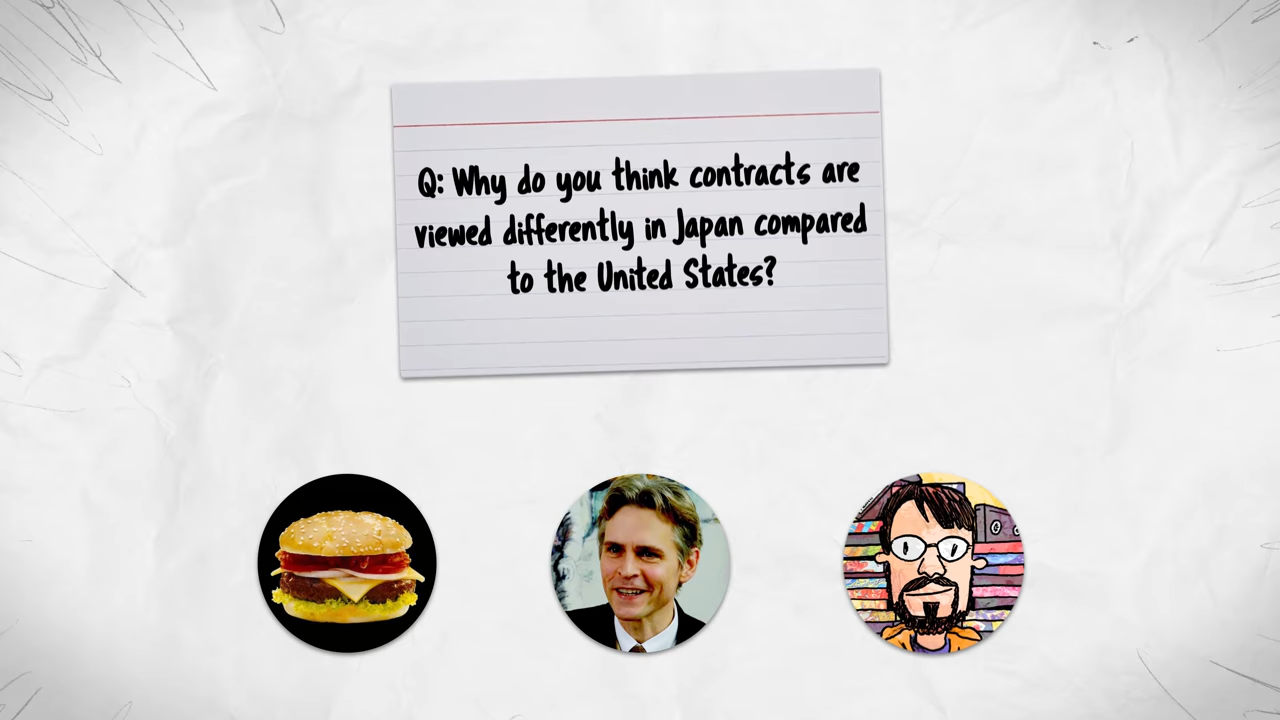 Q: Why do you think contracts are
viewed differently in Japan compared
to the United States?